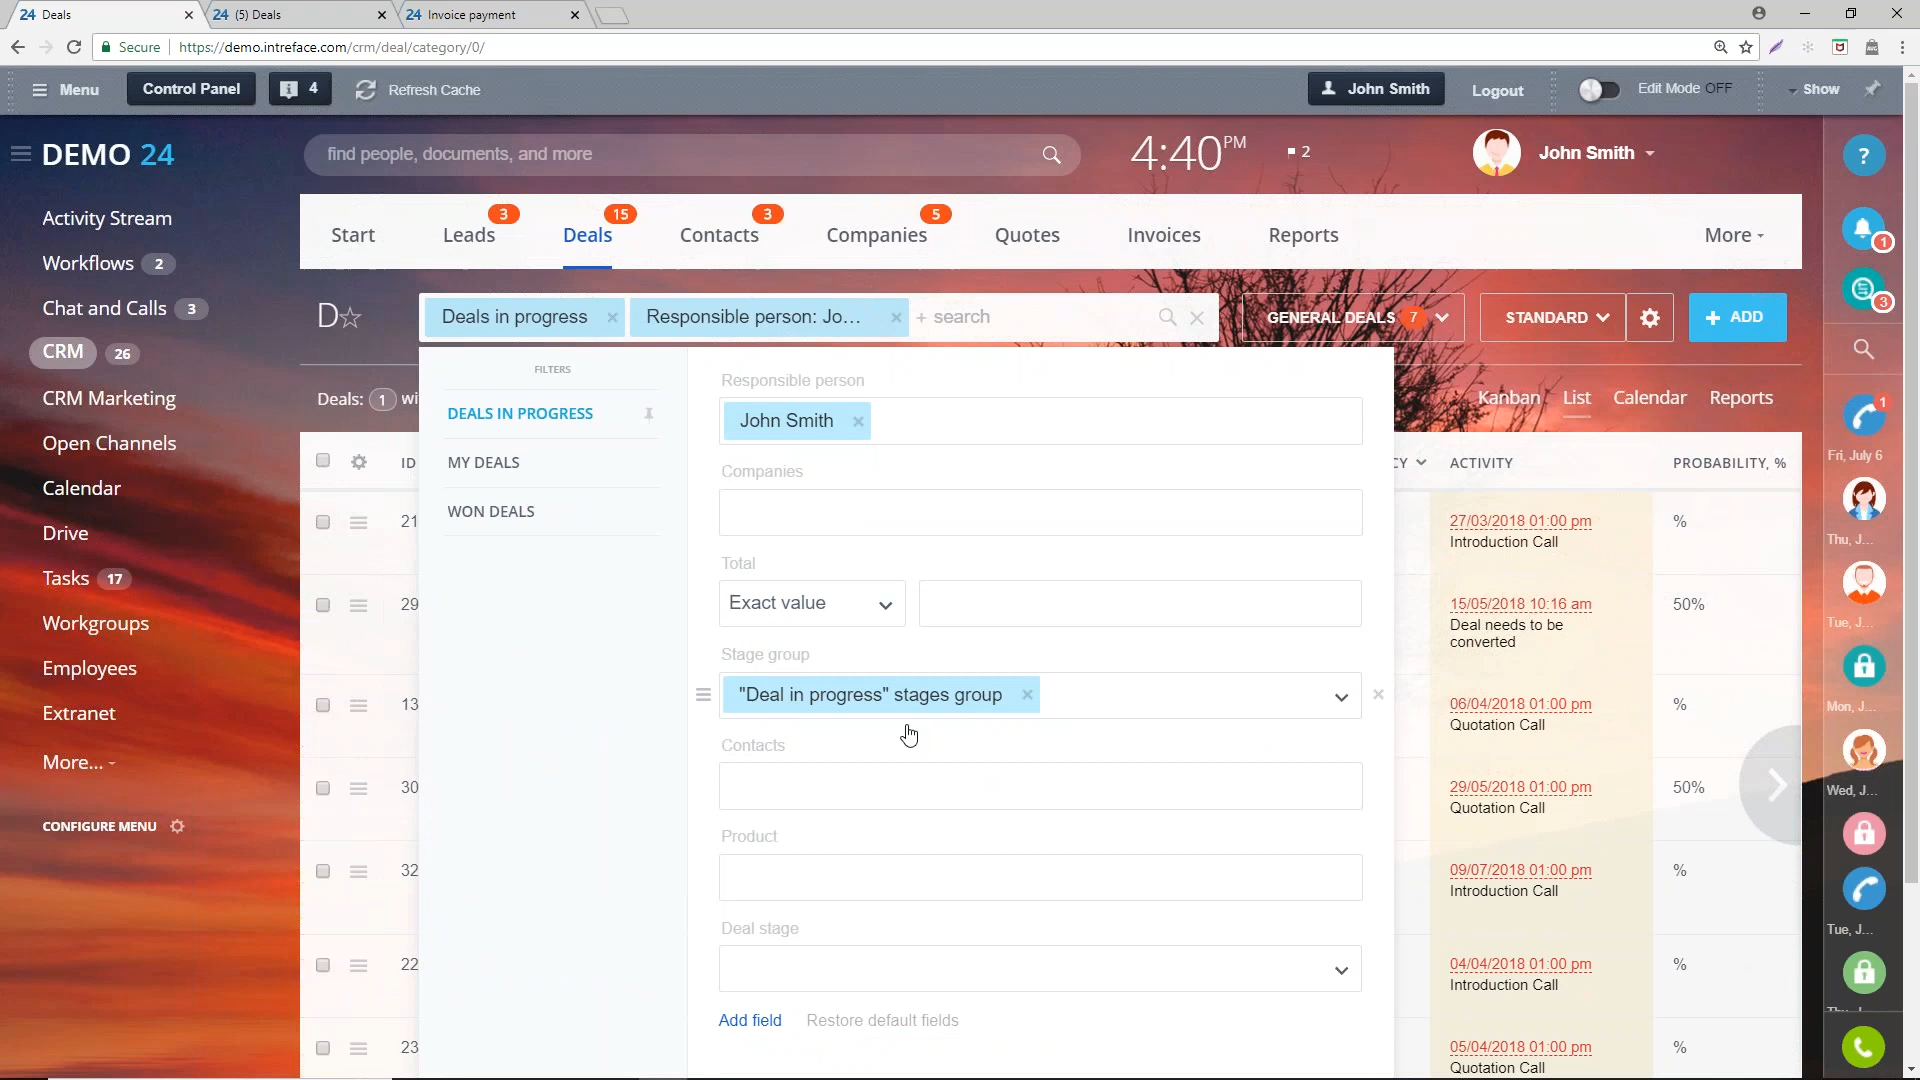 24 Deals
24 (5) Deals
24 Invoice payment
Secure
https://demo.intreface.com/crm/deal/category/0/
Menu
Control Panel
4
Refresh Cache
John Smith
Logout
Edit Mode OFF
Show
DEMO 24
find people, documents, and more
4:40 PM
2
John Smith
?
Activity Stream
Workflows 2
Chat and Calls 3
CRM 26
CRM Marketing
Open Channels
Calendar
Drive
Tasks 17
Workgroups
Employees
Extranet
More...
CONFIGURE MENU
Start
Leads 3
Deals 15
Contacts 3
Companies 5
Quotes
Invoices
Reports
More
D
Deals in progress ×
Responsible person: Jo... ×
+ search
GENERAL DEALS 7
STANDARD
+ ADD
Deals: 1 wi
Kanban
List
Calendar
Reports
FILTERS
DEALS IN PROGRESS
MY DEALS
WON DEALS
Responsible person
John Smith ×
Companies
Total
Exact value
Stage group
"Deal in progress" stages group ×
Contacts
Product
Deal stage
Add field
Restore default fields
ID
CY
ACTIVITY
PROBABILITY, %
21
27/03/2018 01:00 pm
Introduction Call
%
29
15/05/2018 10:16 am
Deal needs to be
converted
50%
13
06/04/2018 01:00 pm
Quotation Call
%
30
29/05/2018 01:00 pm
Quotation Call
50%
32
09/07/2018 01:00 pm
Introduction Call
%
22
04/04/2018 01:00 pm
Introduction Call
%
23
05/04/2018 01:00 pm
Quotation Call
%
1
3
1
Fri, July 6
Thu, J...
Tue, J...
Mon, J...
Wed, J...
Tue, J...